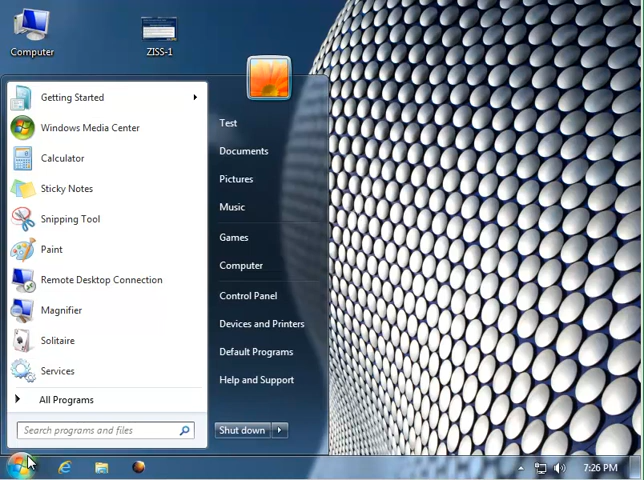 Computer
ZISS-1
Getting Started
Windows Media Center
Calculator
Sticky Notes
Snipping Tool
Paint
Remote Desktop Connection
Magnifier
Solitaire
Services
All Programs
Search programs and files
Test
Documents
Pictures
Music
Games
Computer
Control Panel
Devices and Printers
Default Programs
Help and Support
Shut down
7:26 PM